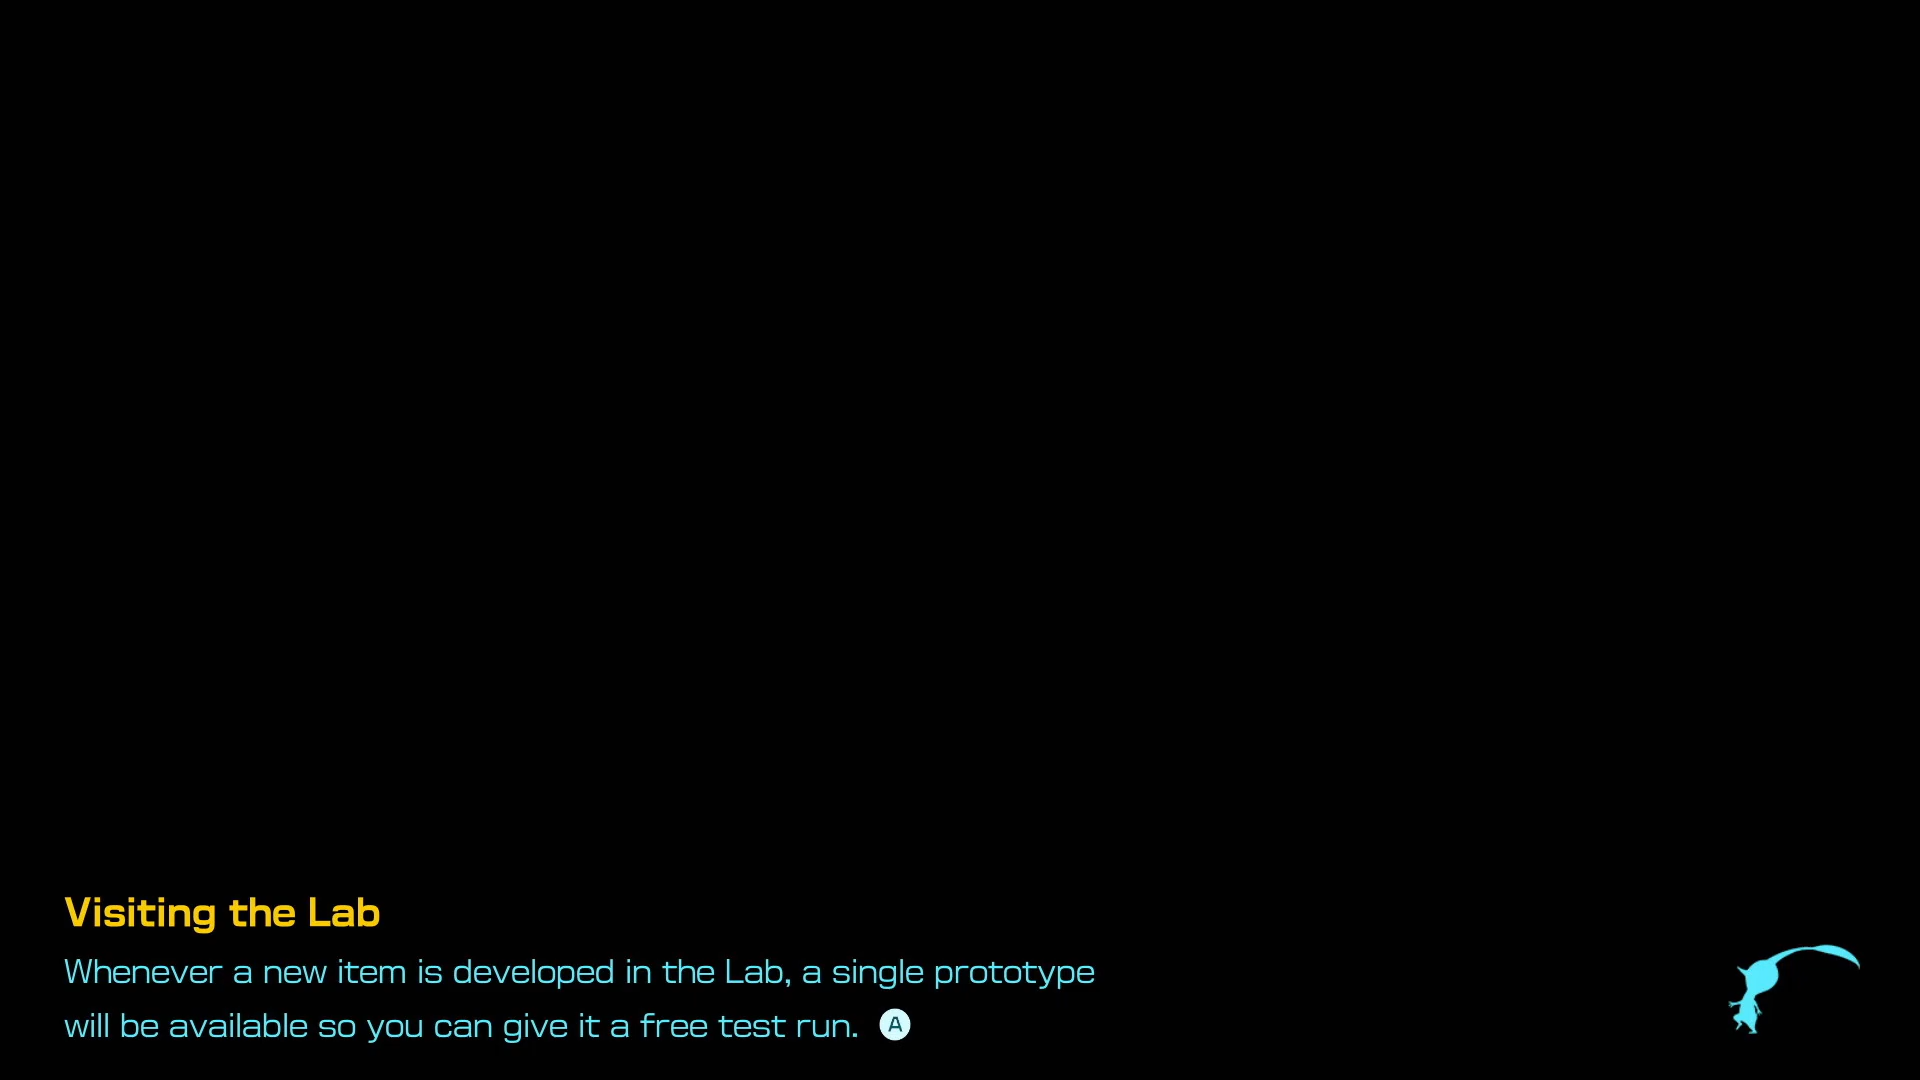 Visiting the Lab
Whenever a new item is developed in the Lab, a single prototype
will be available so you can give it a free test run. A